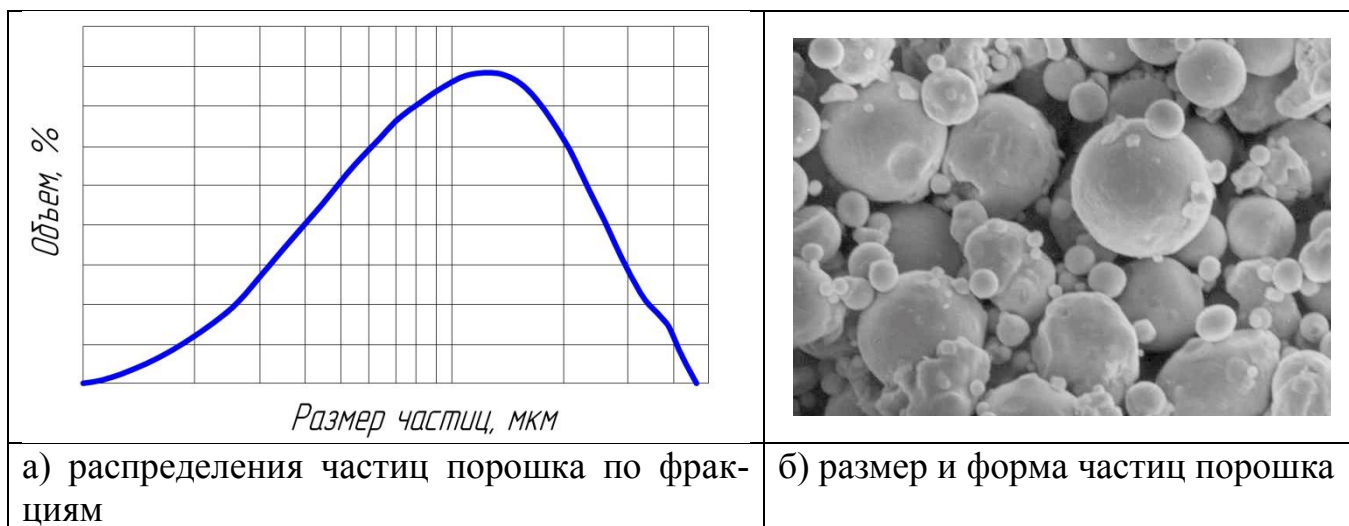 Объем, %
Размер частиц, мкм
а) распределения частиц порошка по фрак-
циям
б) размер и форма частиц порошка